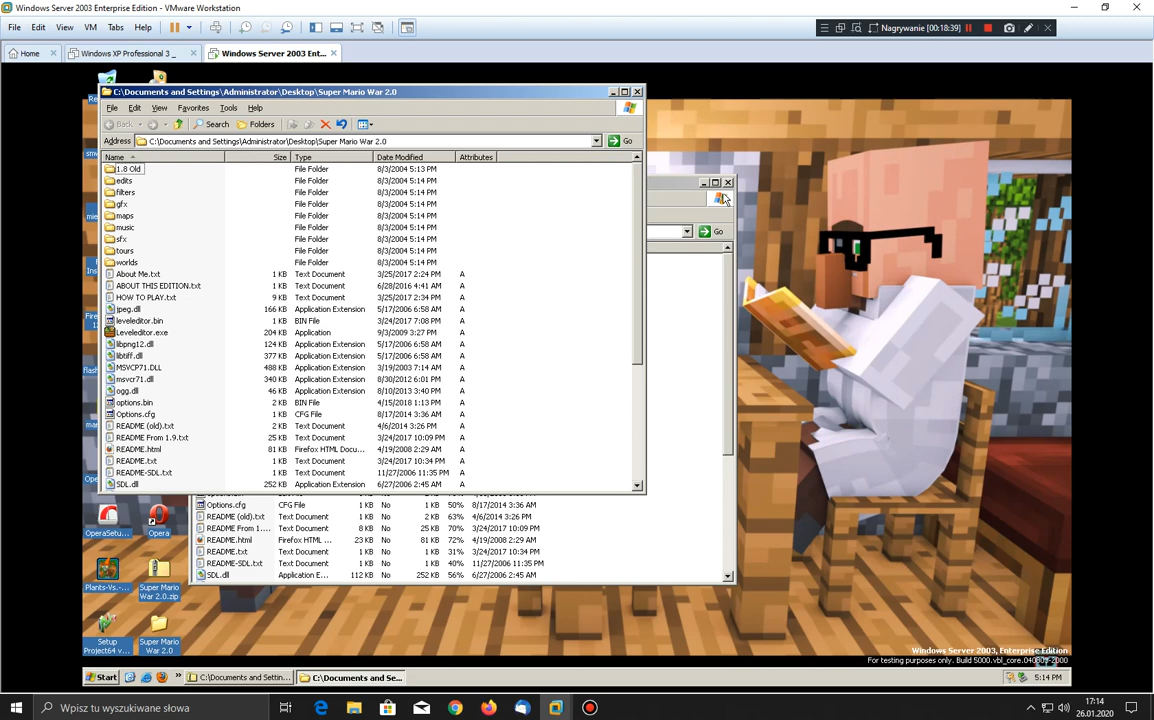 Windows Server 2003 Enterprise Edition - VMware Workstation
File Edit View VM Tabs Help
Nagrywanie [00:18:39]
Home Windows XP Professional 3 _ Windows Server 2003 Ent...
C:\Documents and Settings\Administrator\Desktop\Super Mario War 2.0
File Edit View Favorites Tools Help
Back Search Folders
Address C:\Documents and Settings\Administrator\Desktop\Super Mario War 2.0 Go
Name Size Type Date Modified Attributes
1.8 Old File Folder 8/3/2004 5:13 PM
edits File Folder 8/3/2004 5:14 PM
filters File Folder 8/3/2004 5:14 PM
gfx File Folder 8/3/2004 5:14 PM
maps File Folder 8/3/2004 5:14 PM
music File Folder 8/3/2004 5:14 PM
Go
sfx File Folder 8/3/2004 5:14 PM
tours File Folder 8/3/2004 5:14 PM
worlds File Folder 8/3/2004 5:14 PM
About Me.txt 1 KB Text Document 3/25/2017 2:24 PM A
ABOUT THIS EDITION.txt 1 KB Text Document 6/28/2016 4:41 AM A
HOW TO PLAY.txt 9 KB Text Document 3/25/2017 2:34 PM A
jpeg.dll 166 KB Application Extension 5/17/2006 6:58 AM A
leveleditor.bin 1 KB BIN File 3/24/2017 7:08 PM A
Leveleditor.exe 204 KB Application 9/3/2009 3:27 PM A
libpng12.dll 124 KB Application Extension 5/17/2006 6:58 AM A
libtiff.dll 377 KB Application Extension 5/17/2006 6:58 AM A
MSVCP71.DLL 488 KB Application Extension 3/19/2003 7:14 AM A
msvcr71.dll 340 KB Application Extension 8/30/2012 6:01 PM A
ogg.dll 46 KB Application Extension 8/10/2013 3:40 PM A
options.bin 2 KB BIN File 4/15/2018 1:13 PM A
Options.cfg 1 KB CFG File 8/17/2014 3:36 AM A
README (old).txt 2 KB Text Document 4/6/2014 3:26 PM A
README From 1.9.txt 25 KB Text Document 3/24/2017 10:09 PM A
README.html 81 KB Firefox HTML Docu... 4/19/2008 2:29 AM A
README.txt 1 KB Text Document 3/24/2017 10:34 PM A
README-SDL.txt 1 KB Text Document 11/27/2006 11:35 PM A
SDL.dll 252 KB Application Extension 6/27/2006 2:45 AM A
Options.cfg CFG File 1 KB No 1 KB 50% 8/17/2014 3:36 AM
README (old).txt Text Document 1 KB No 2 KB 63% 4/6/2014 3:26 PM
README From 1.... Text Document 8 KB No 25 KB 70% 3/24/2017 10:09 PM
README.html Firefox HTML ... 23 KB No 81 KB 72% 4/19/2008 2:29 AM
README.txt Text Document 1 KB No 1 KB 31% 3/24/2017 10:34 PM
README-SDL.txt Text Document 1 KB No 1 KB 40% 11/27/2006 11:35 PM
SDL.dll Application E... 112 KB No 252 KB 56% 6/27/2006 2:45 AM
OperaSetu... Opera
Plants-Vs.-... Super Mario
War 2.0.zip
Setup Super Mario
Project64 v... War 2.0
Windows Server 2003, Enterprise Edition
For testing purposes only. Build 5000.vbl_core.040802-2000
Start C:\Documents and Settin... C:\Documents and Se... 5:14 PM
Wpisz tu wyszukiwane słowa 17:14
26.01.2020